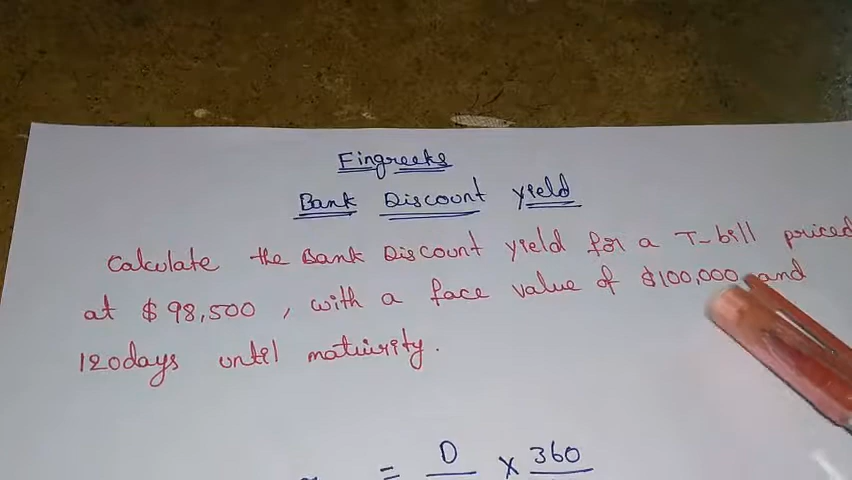 Fingreeks
Bank Discount yield
Calculate the Bank Discount yield for a T-bill priced
at $98,500, with a face value of $100,000 and
120days until maturity.
= D × 360